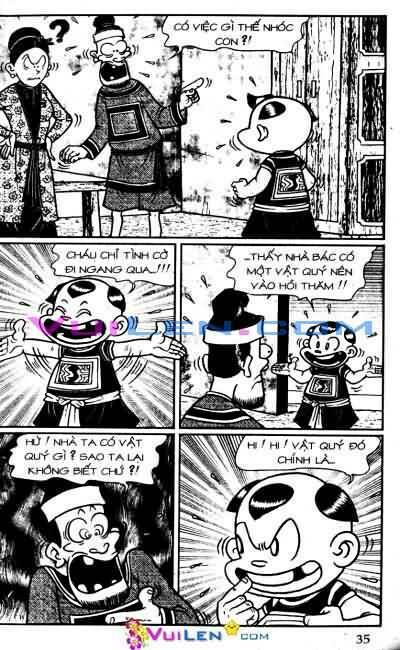 ?
CÓ VIỆC GÌ THẾ NHÓC
CON ?!
CHÁU CHỈ TÌNH CỜ
ĐI NGANG QUA...!!!
...THẤY NHÀ BÁC CÓ
MỘT VẬT QUÝ NÊN
VÀO HỎI THĂM !!
VUILEN.COM
HỨ ! NHÀ TA CÓ VẬT
QUÝ GÌ ? SAO TA LẠI
KHÔNG BIẾT CHỨ ?!
HI ! HI ! VẬT QUÝ ĐÓ
CHÍNH LÀ...
35
VUILEN.COM